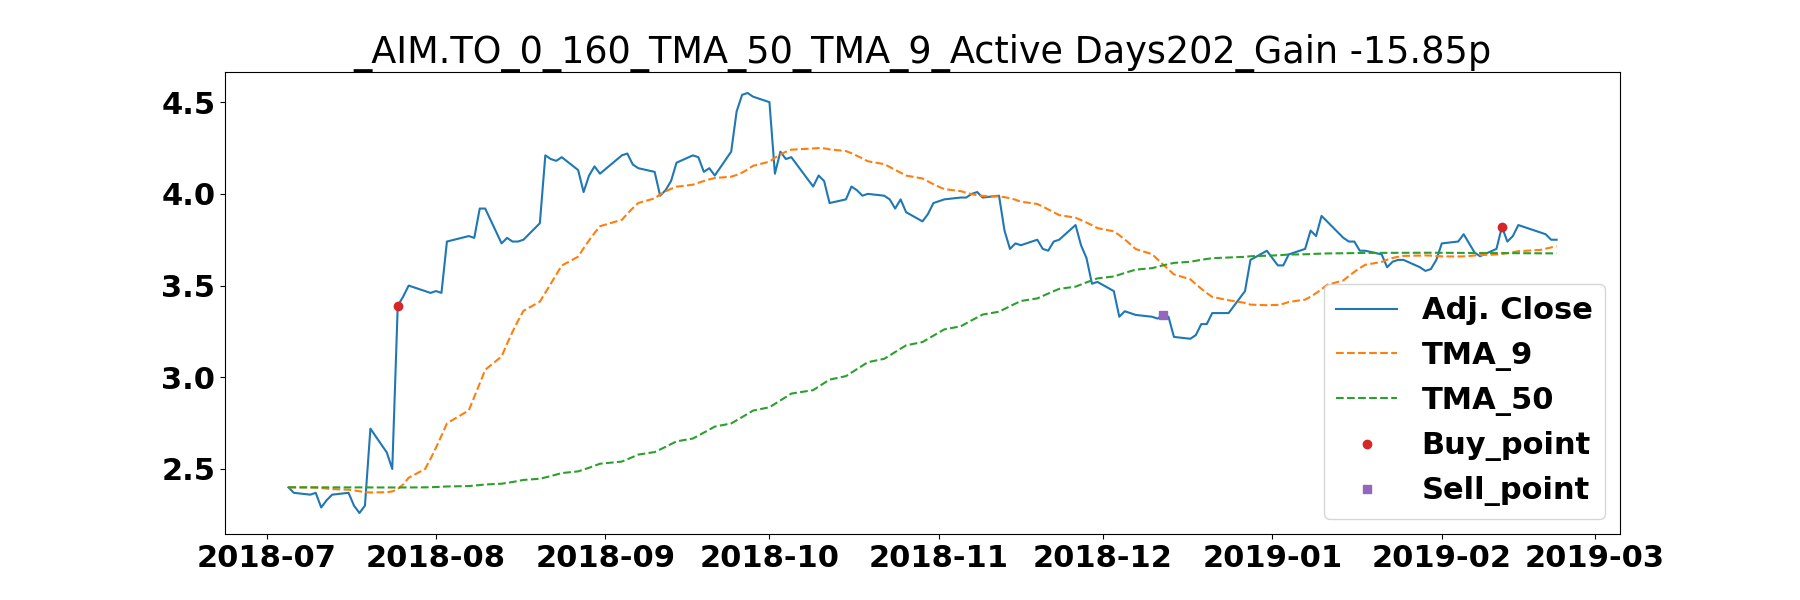 _AIM.TO_0_160_TMA_50_TMA_9_Active Days202_Gain -15.85p
4.5
4.0
3.5
3.0
2.5
2018-07 2018-08 2018-09 2018-10 2018-11 2018-12 2019-01 2019-02 2019-03
Adj. Close
TMA_9
TMA_50
Buy_point
Sell_point